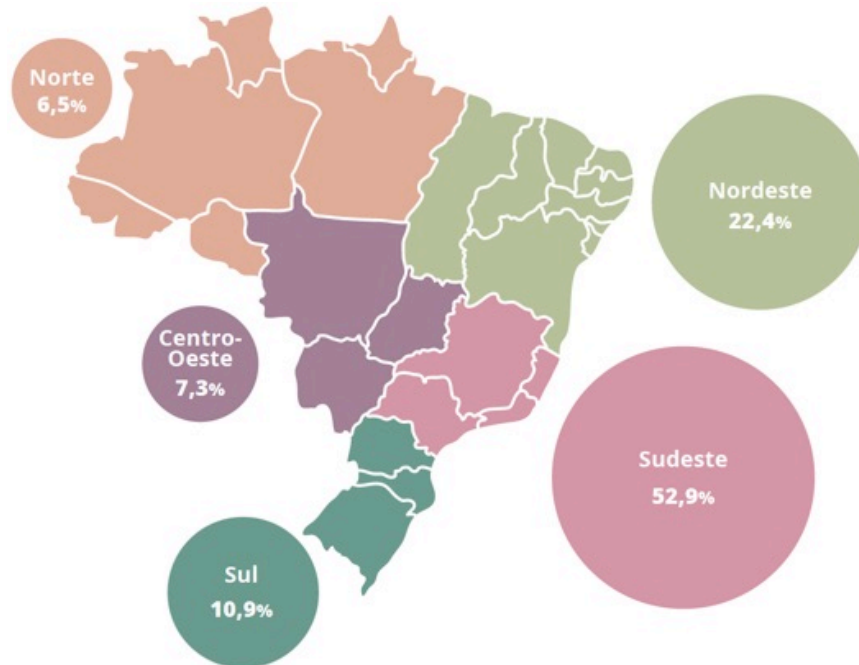 Norte
6,5%
Nordeste
22,4%
Centro-
Oeste
7,3%
Sudeste
52,9%
Sul
10,9%